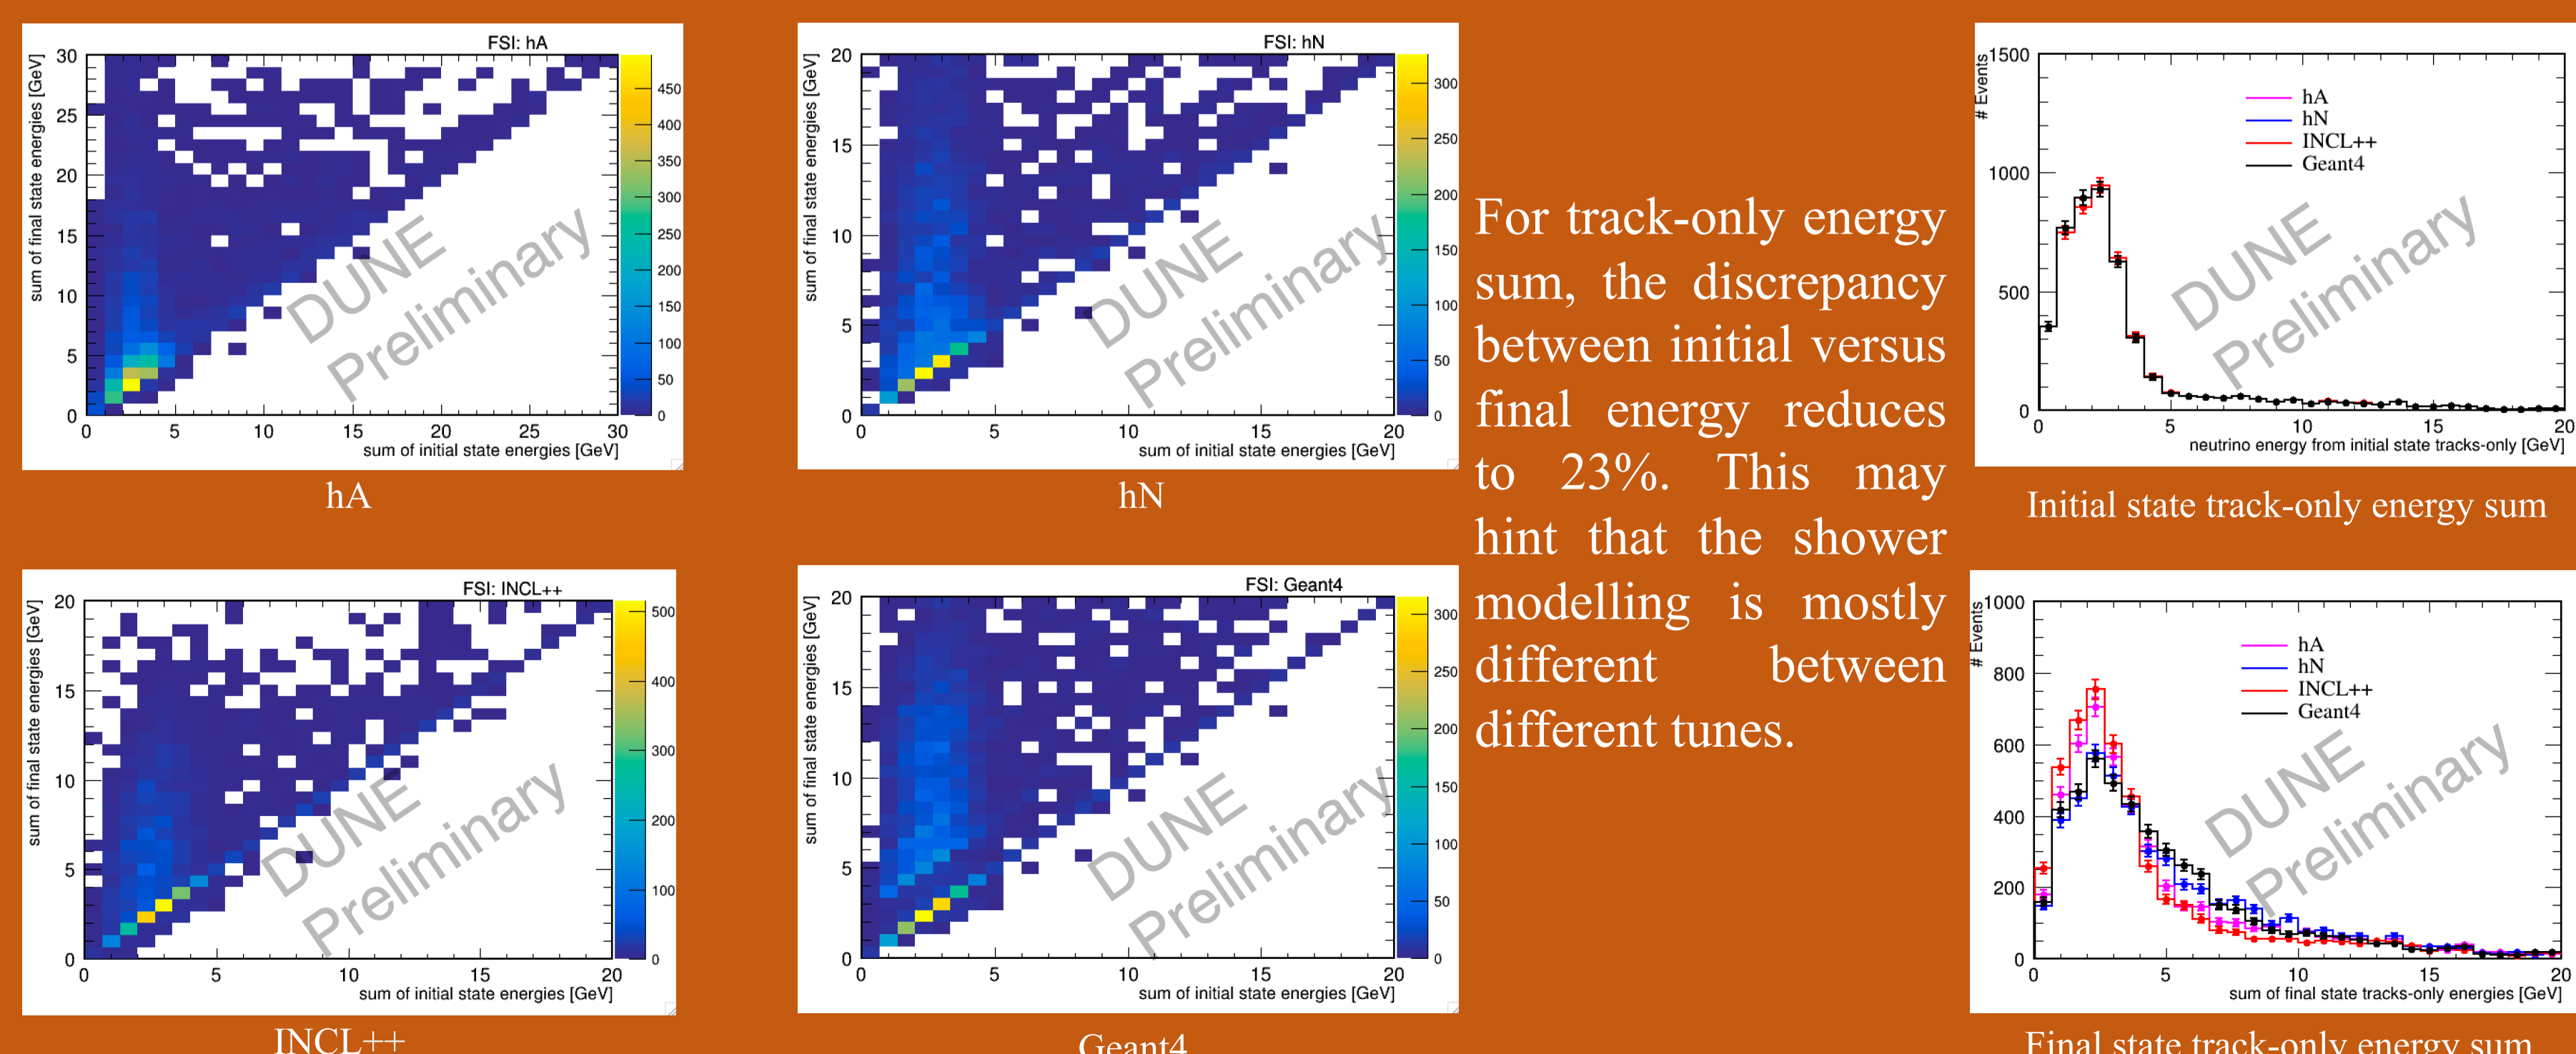 FSI: hA
sum of final state energies [GeV]
30
25
20
15
10
5
0
0 5 10 15 20 25 30
sum of initial state energies [GeV]
450
400
350
300
250
200
150
100
50
0
DUNE
Preliminary
hA
FSI: hN
sum of final state energies [GeV]
20
15
10
5
0
0 5 10 15 20
sum of initial state energies [GeV]
300
250
200
150
100
50
0
DUNE
Preliminary
hN
FSI: INCL++
sum of final state energies [GeV]
20
15
10
5
0
0 5 10 15 20
sum of initial state energies [GeV]
500
400
300
200
100
0
DUNE
Preliminary
INCL++
FSI: Geant4
sum of final state energies [GeV]
20
15
10
5
0
0 5 10 15 20
sum of initial state energies [GeV]
300
250
200
150
100
50
0
DUNE
Preliminary
Geant4
For track-only energy
sum, the discrepancy
between initial versus
final energy reduces
to 23%. This may
hint that the shower
modelling is mostly
different between
different tunes.
# Events
1500
1000
500
0
0 5 10 15 20
neutrino energy from initial state tracks-only [GeV]
hA
hN
INCL++
Geant4
DUNE
Preliminary
Initial state track-only energy sum
# Events
1000
800
600
400
200
0
0 5 10 15 20
sum of final state tracks-only energies [GeV]
hA
hN
INCL++
Geant4
DUNE
Preliminary
Final state track-only energy sum